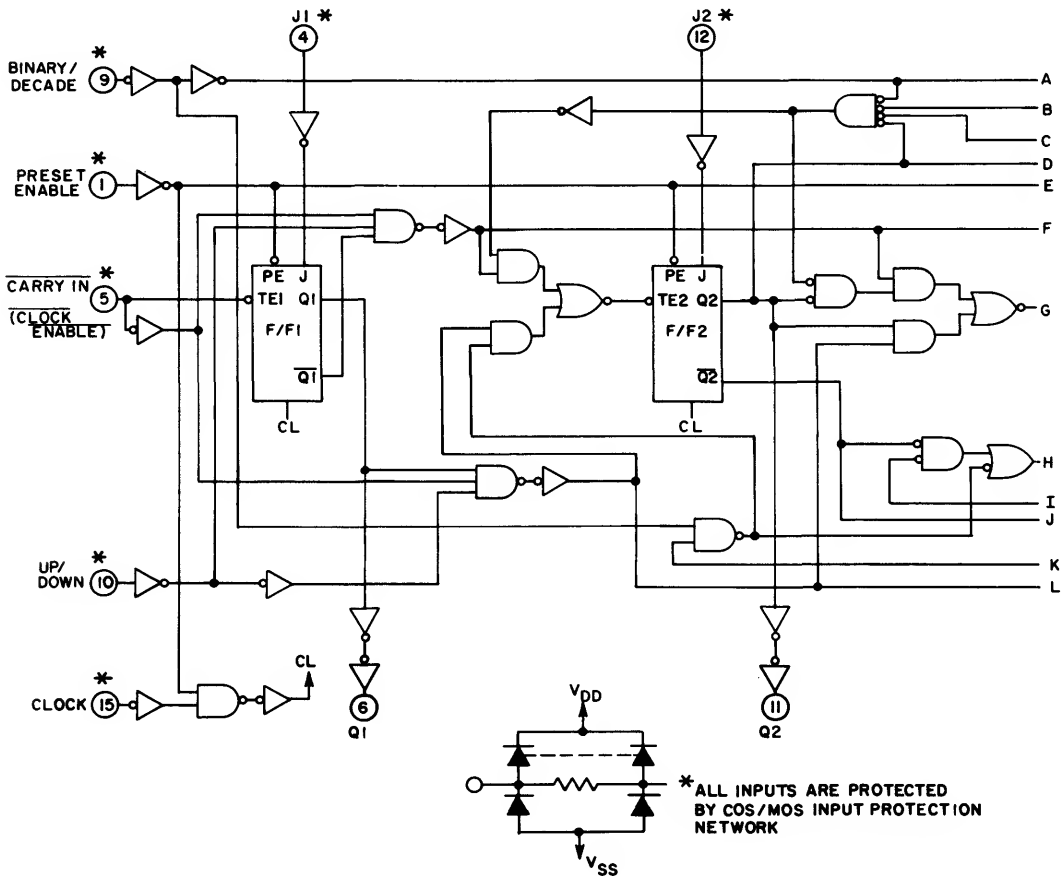 J1 *
4
J2 *
12
*
BINARY/
DECADE
9
A
B
C
D
*
PRESET
ENABLE
1
E
F
*
CARRY IN
5
(CLOCK
ENABLE)
PE J
TE1 Q1
F/F1
Q1
CL
PE J
TE2 Q2
F/F2
Q2
CL
G
H
I
J
K
L
*
UP/
DOWN
10
*
CLOCK
15
CL
6
Q1
11
Q2
VDD
* ALL INPUTS ARE PROTECTED
BY COS/MOS INPUT PROTECTION
NETWORK
VSS